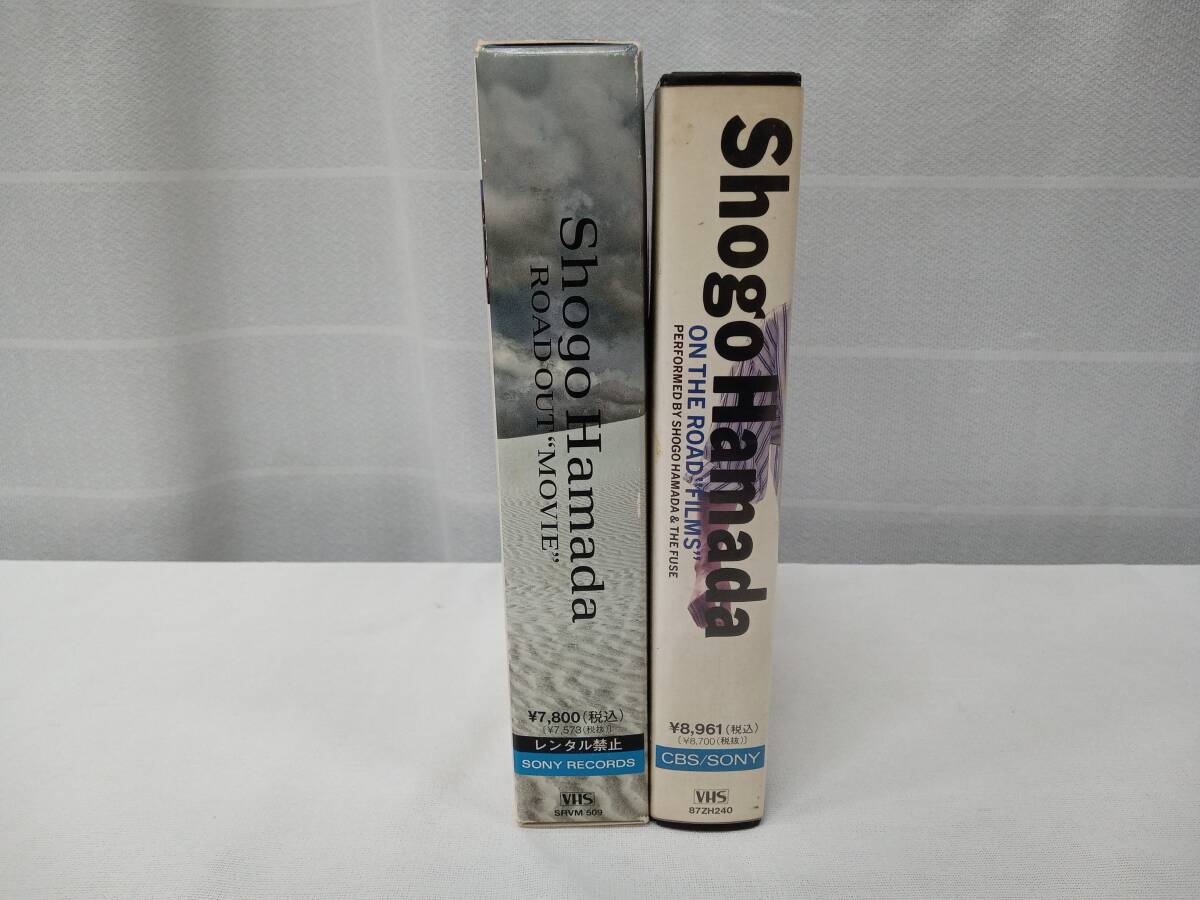 Shogo Hamada
ROAD OUT “MOVIE”
¥7,800(税込)
(¥7,573(税抜))
レンタル禁止
SONY RECORDS
VHS
SRVM 509
Shogo Hamada
ON THE ROAD,"FILMS"
PERFORMED BY SHOGO HAMADA & THE FUSE
¥8,961(税込)
(¥8,700(税抜))
CBS/SONY
VHS
87ZH240